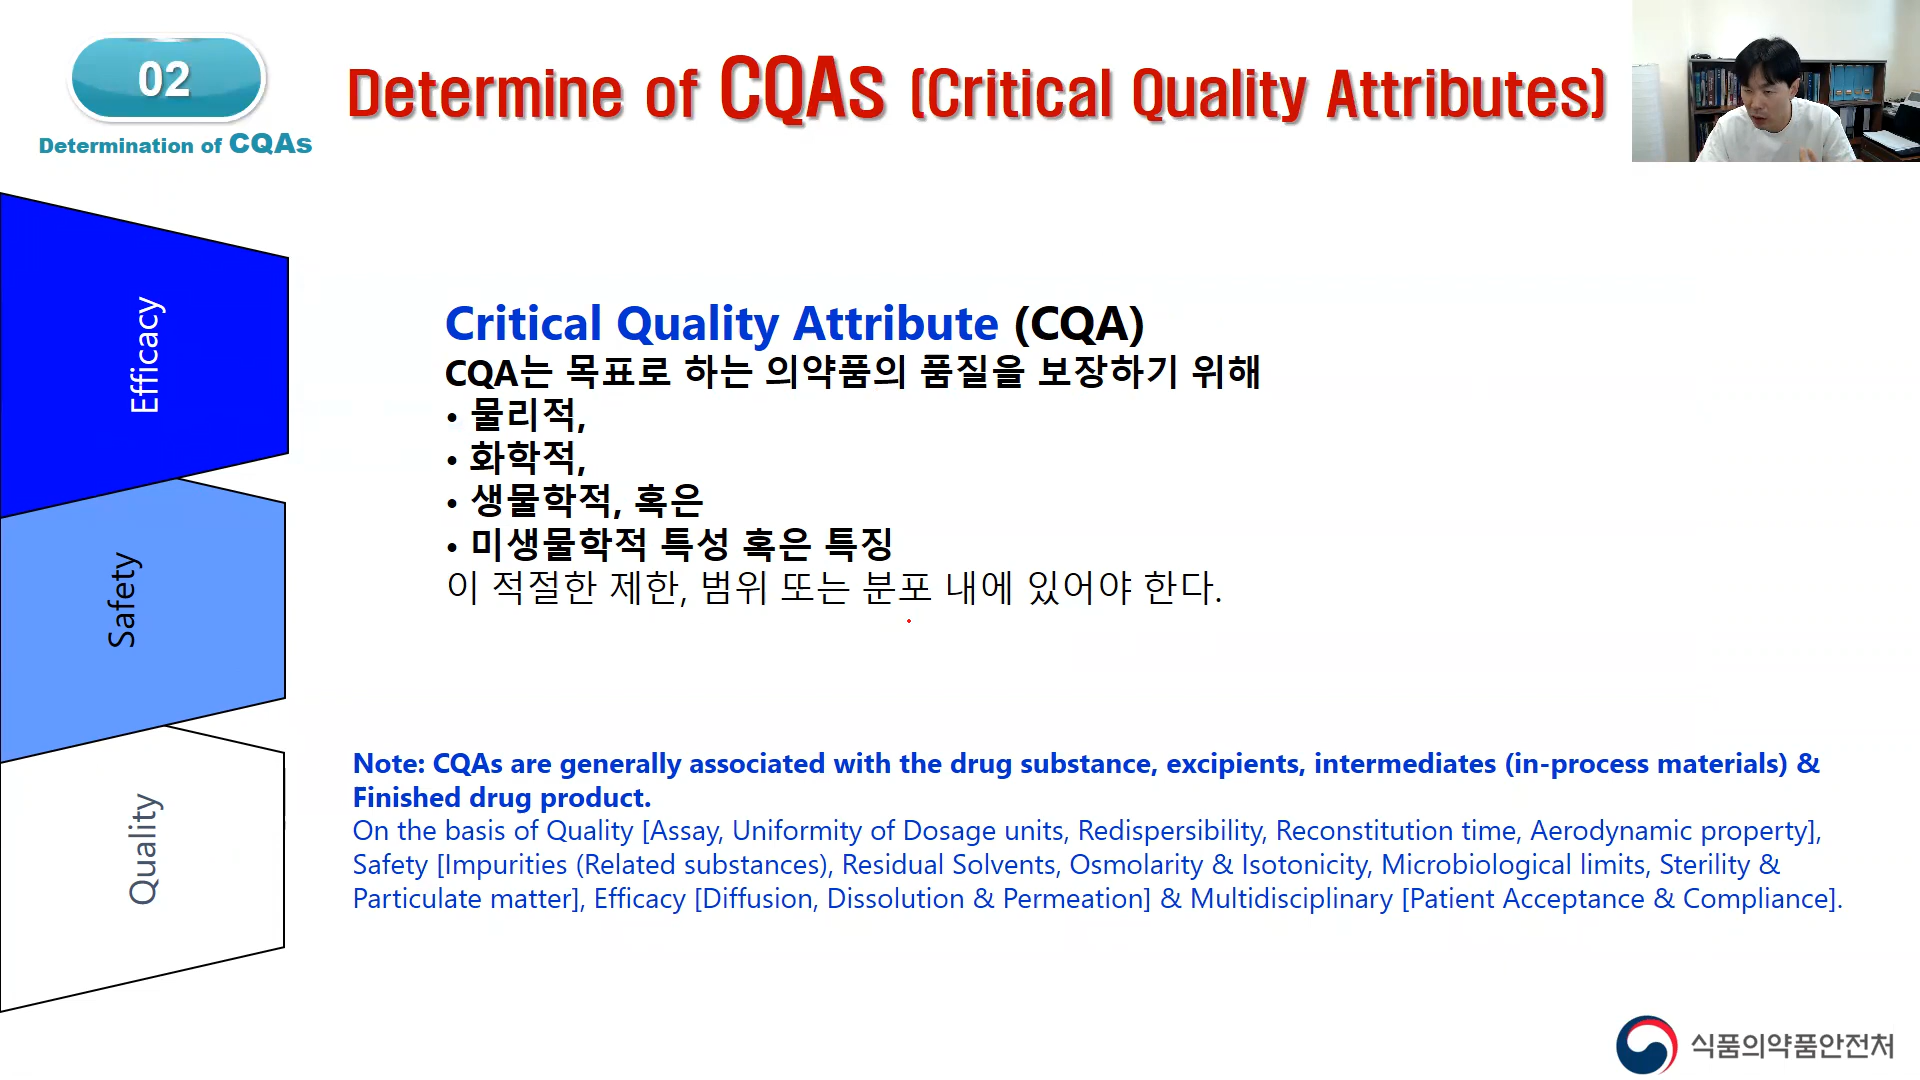 02
Determination of CQAs
Determine of CQAs (Critical Quality Attributes)
Efficacy
Safety
Quality
Critical Quality Attribute (CQA)
CQA는 목표로 하는 의약품의 품질을 보장하기 위해
• 물리적,
• 화학적,
• 생물학적, 혹은
• 미생물학적 특성 혹은 특징
이 적절한 제한, 범위 또는 분포 내에 있어야 한다.
Note: CQAs are generally associated with the drug substance, excipients, intermediates (in-process materials) &
Finished drug product.
On the basis of Quality [Assay, Uniformity of Dosage units, Redispersibility, Reconstitution time, Aerodynamic property],
Safety [Impurities (Related substances), Residual Solvents, Osmolarity & Isotonicity, Microbiological limits, Sterility &
Particulate matter], Efficacy [Diffusion, Dissolution & Permeation] & Multidisciplinary [Patient Acceptance & Compliance].
식품의약품안전처